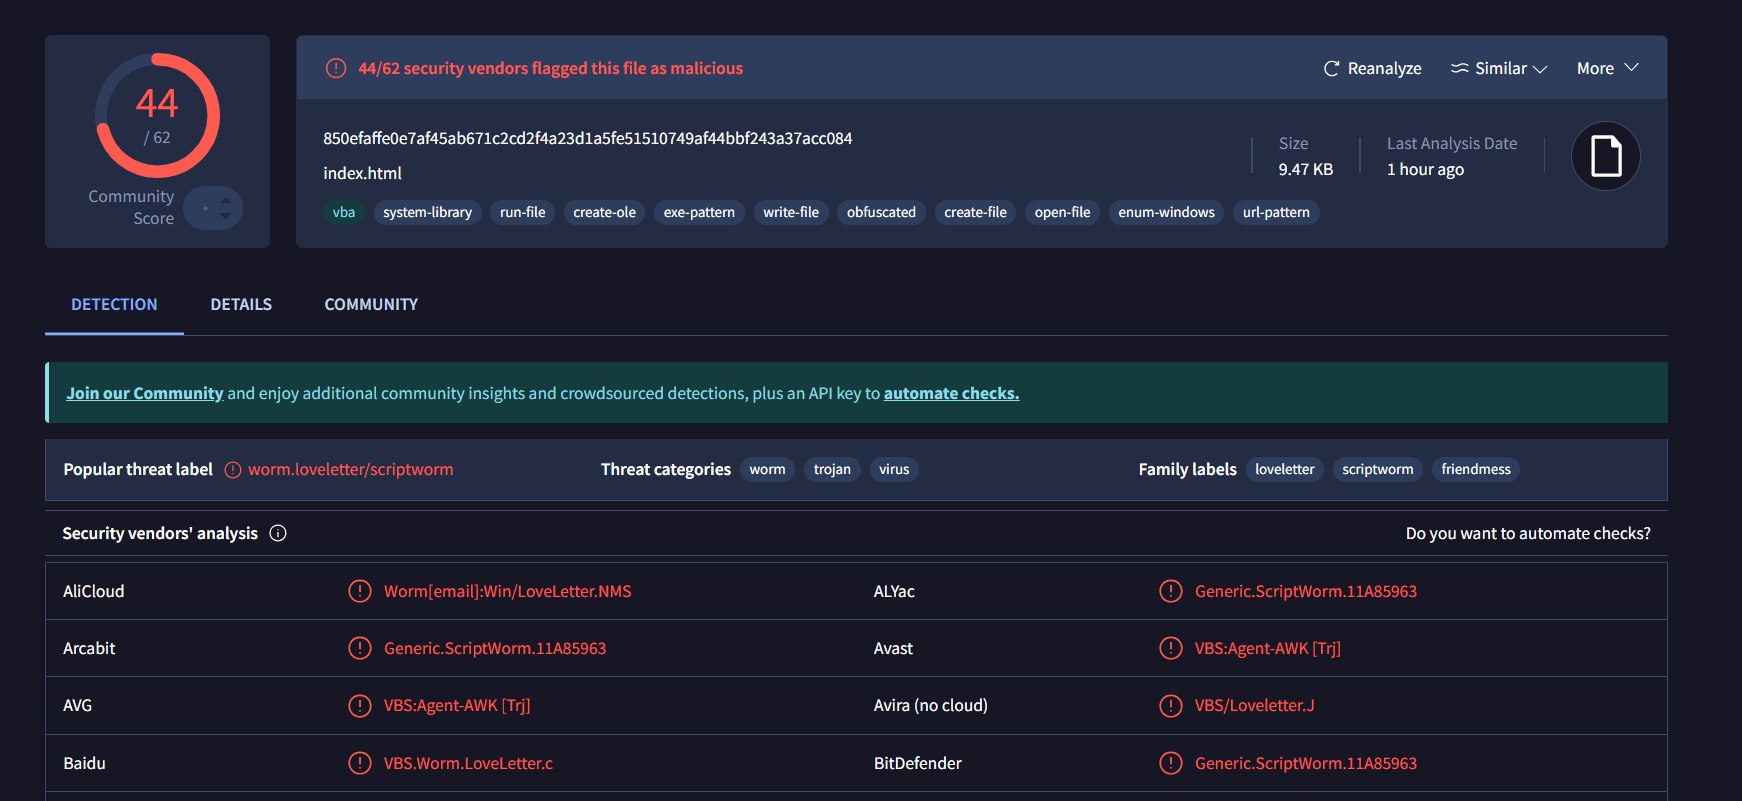 44
/ 62
Community
Score
44/62 security vendors flagged this file as malicious
Reanalyze
Similar
More
850efaffe0e7af45ab671c2cd2f4a23d1a5fe51510749af44bbf243a37acc084
index.html
Size
9.47 KB
Last Analysis Date
1 hour ago
vba system-library run-file create-ole exe-pattern write-file obfuscated create-file open-file enum-windows url-pattern
DETECTION DETAILS COMMUNITY
Join our Community and enjoy additional community insights and crowdsourced detections, plus an API key to automate checks.
Popular threat label worm.loveletter/scriptworm Threat categories worm trojan virus Family labels loveletter scriptworm friendmess
Security vendors' analysis Do you want to automate checks?
AliCloud Worm[email]:Win/LoveLetter.NMS ALYac Generic.ScriptWorm.11A85963
Arcabit Generic.ScriptWorm.11A85963 Avast VBS:Agent-AWK [Trj]
AVG VBS:Agent-AWK [Trj] Avira (no cloud) VBS/Loveletter.J
Baidu VBS.Worm.LoveLetter.c BitDefender Generic.ScriptWorm.11A85963